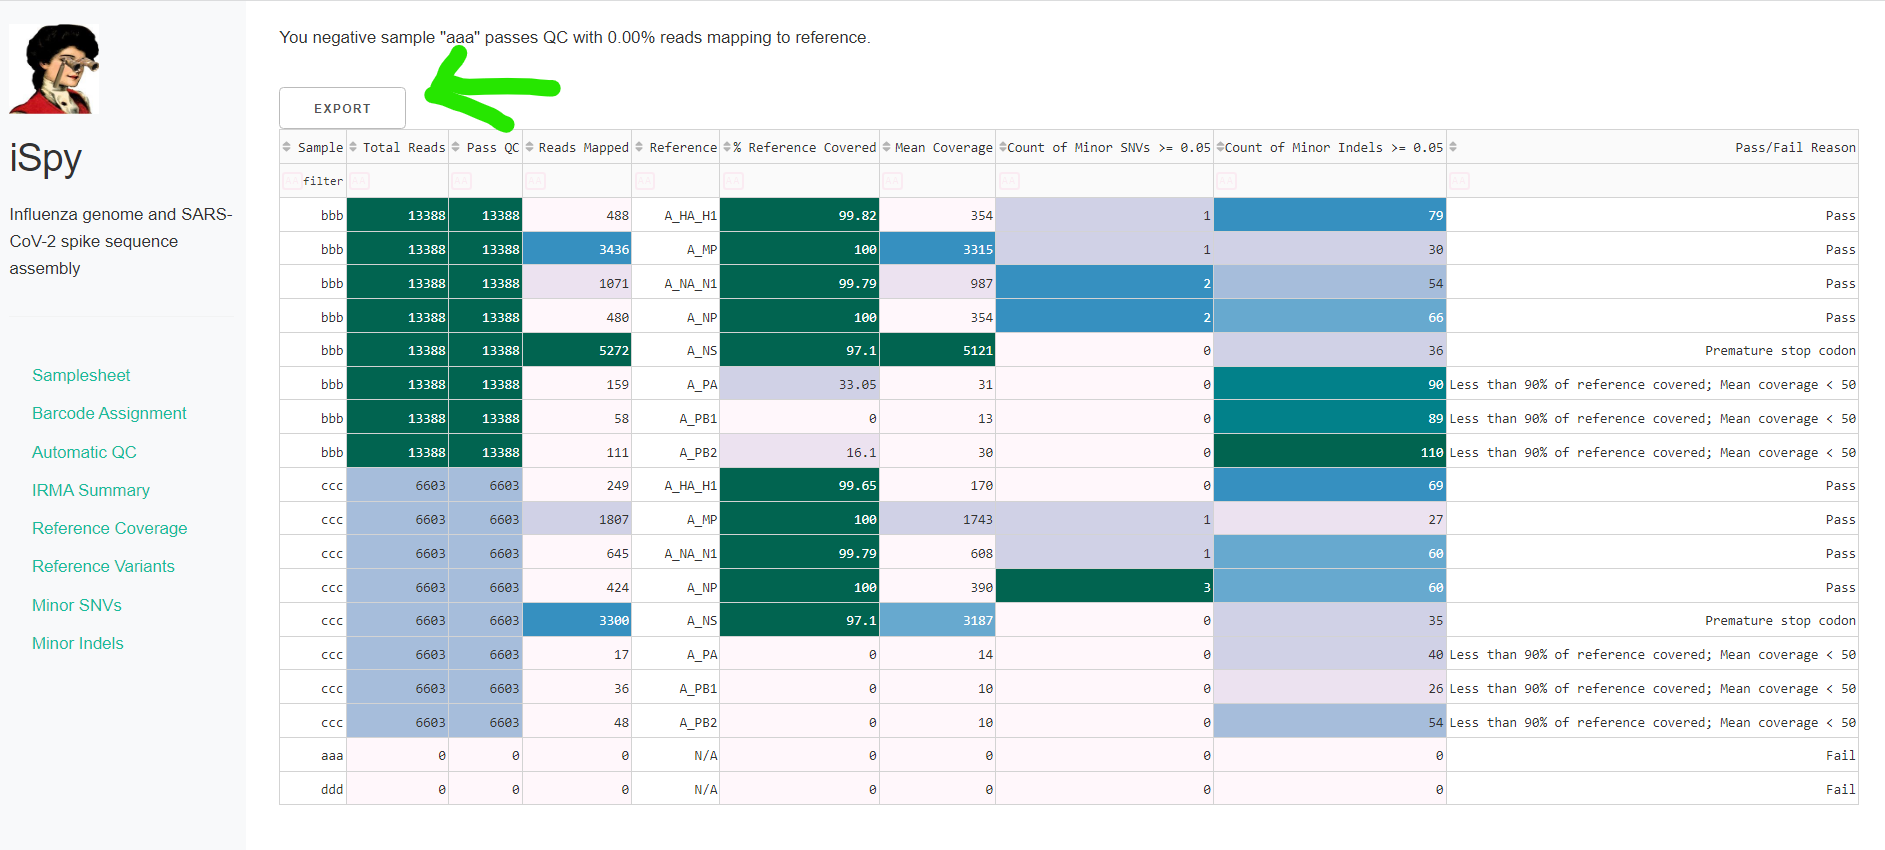 You negative sample "aaa" passes QC with 0.00% reads mapping to reference.
EXPORT
iSpy
Influenza genome and SARS-
CoV-2 spike sequence
assembly
Samplesheet
Barcode Assignment
Automatic QC
IRMA Summary
Reference Coverage
Reference Variants
Minor SNVs
Minor Indels
Sample Total Reads Pass QC Reads Mapped Reference % Reference Covered Mean Coverage Count of Minor SNVs >= 0.05 Count of Minor Indels >= 0.05 Pass/Fail Reason
AA filter AA AA AA AA AA AA AA AA AA
bbb 13388 13388 488 A_HA_H1 99.82 354 1 79 Pass
bbb 13388 13388 3436 A_MP 100 3315 1 30 Pass
bbb 13388 13388 1071 A_NA_N1 99.79 987 2 54 Pass
bbb 13388 13388 480 A_NP 100 354 2 66 Pass
bbb 13388 13388 5272 A_NS 97.1 5121 0 36 Premature stop codon
bbb 13388 13388 159 A_PA 33.05 31 0 90 Less than 90% of reference covered; Mean coverage < 50
bbb 13388 13388 58 A_PB1 0 13 0 89 Less than 90% of reference covered; Mean coverage < 50
bbb 13388 13388 111 A_PB2 16.1 30 0 110 Less than 90% of reference covered; Mean coverage < 50
ccc 6603 6603 249 A_HA_H1 99.65 170 0 69 Pass
ccc 6603 6603 1807 A_MP 100 1743 1 27 Pass
ccc 6603 6603 645 A_NA_N1 99.79 608 1 60 Pass
ccc 6603 6603 424 A_NP 100 390 3 60 Pass
ccc 6603 6603 3300 A_NS 97.1 3187 0 35 Premature stop codon
ccc 6603 6603 17 A_PA 0 14 0 40 Less than 90% of reference covered; Mean coverage < 50
ccc 6603 6603 36 A_PB1 0 10 0 26 Less than 90% of reference covered; Mean coverage < 50
ccc 6603 6603 48 A_PB2 0 10 0 54 Less than 90% of reference covered; Mean coverage < 50
aaa 0 0 0 N/A 0 0 0 0 Fail
ddd 0 0 0 N/A 0 0 0 0 Fail